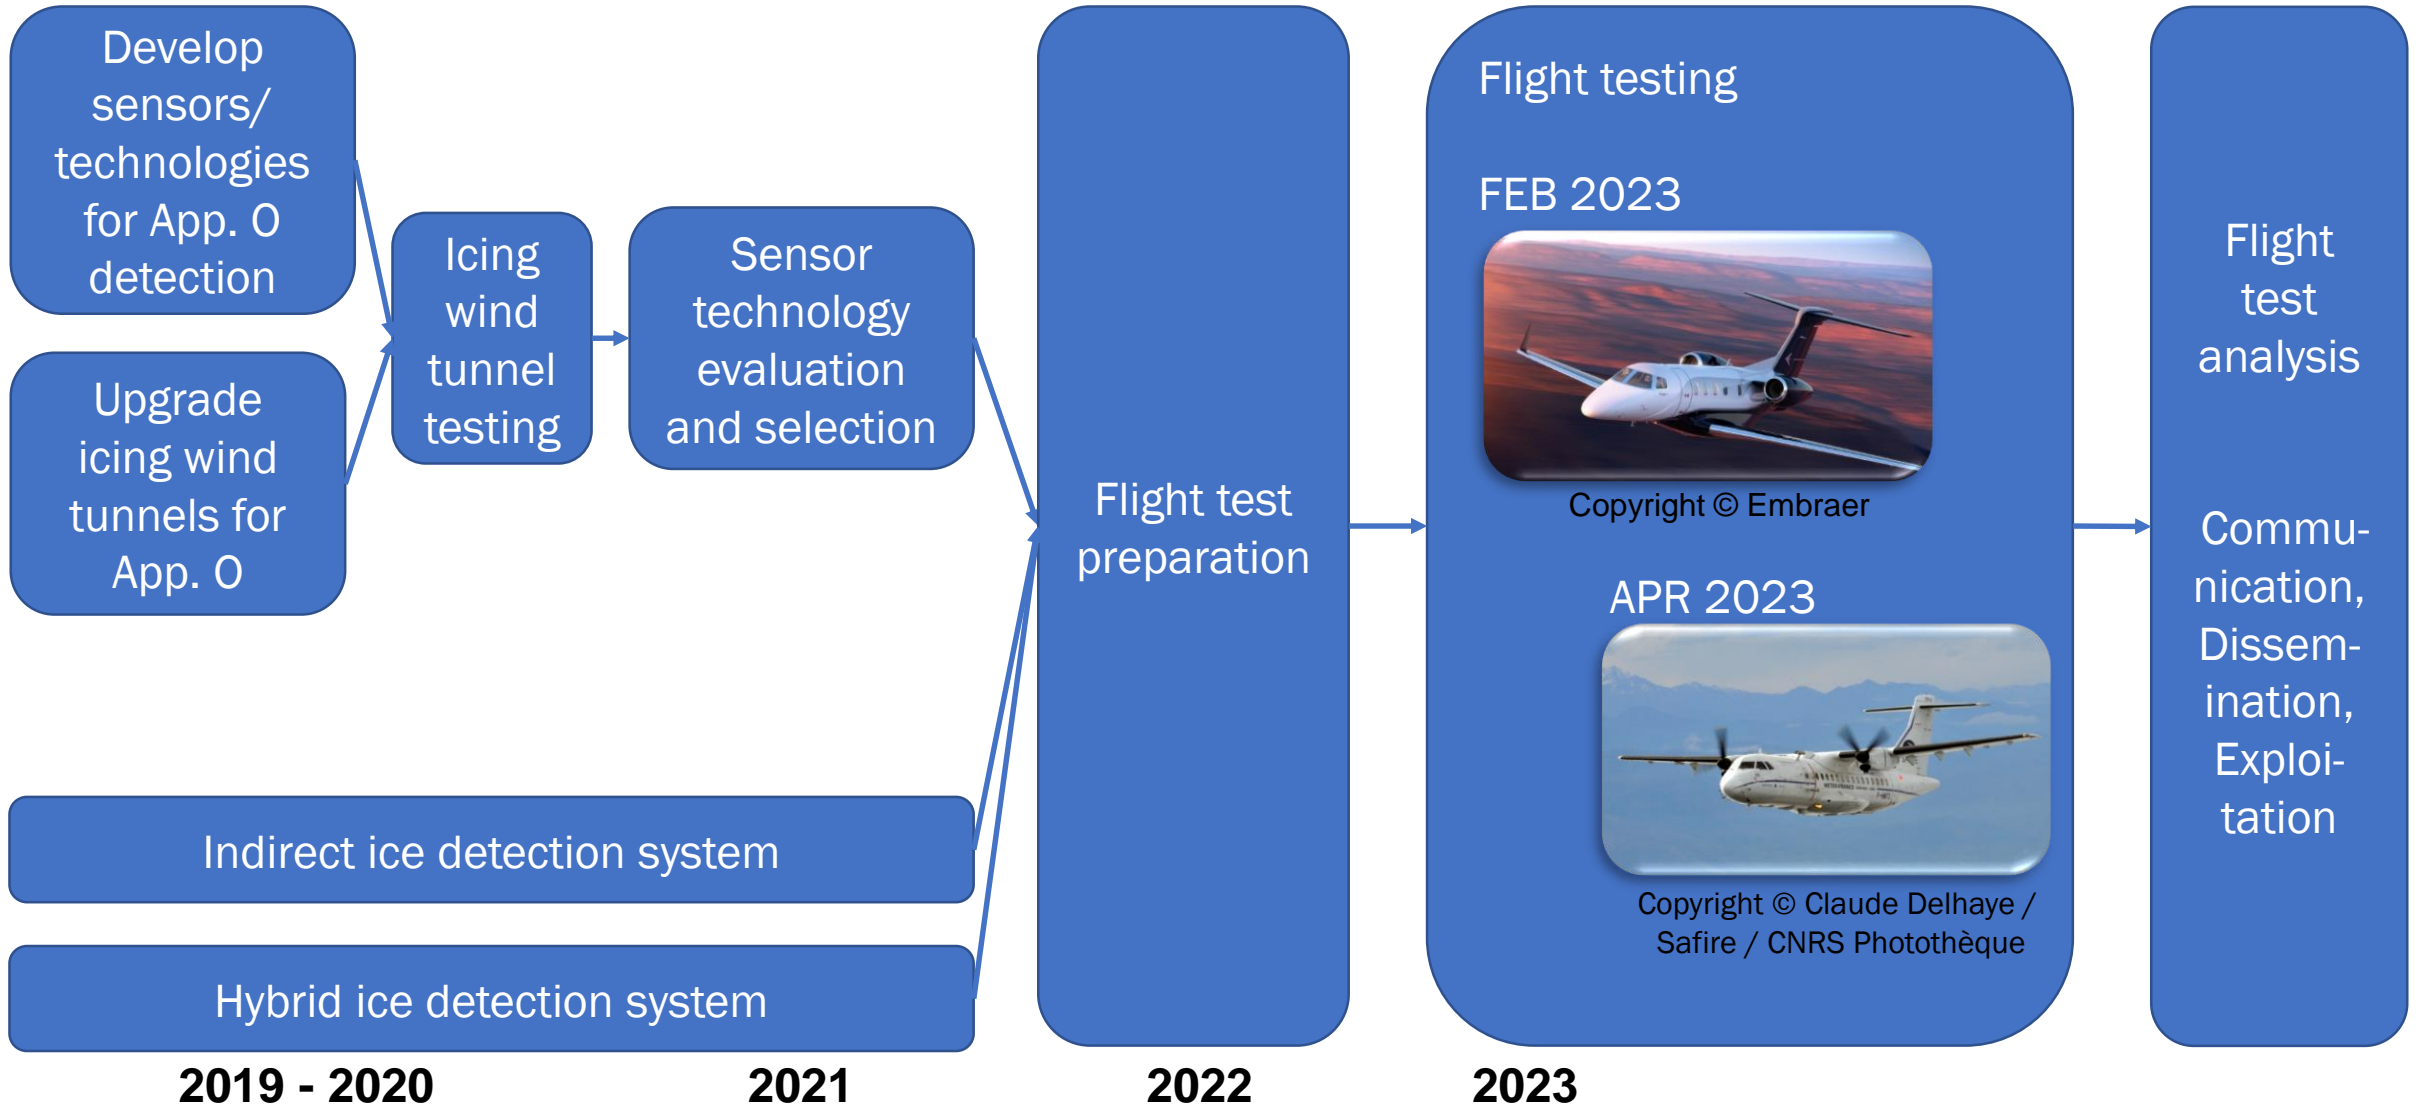 Develop
sensors/
technologies
for App. O
detection
Upgrade
icing wind
tunnels for
App. O
Icing
wind
tunnel
testing
Sensor
technology
evaluation
and selection
Indirect ice detection system
Hybrid ice detection system
Flight test
preparation
Flight testing
FEB 2023
Copyright © Embraer
APR 2023
Copyright © Claude Delhaye /
Safire / CNRS Photothèque
Flight
test
analysis
Commu-
nication,
Dissem-
ination,
Exploi-
tation
2019 - 2020
2021
2022
2023